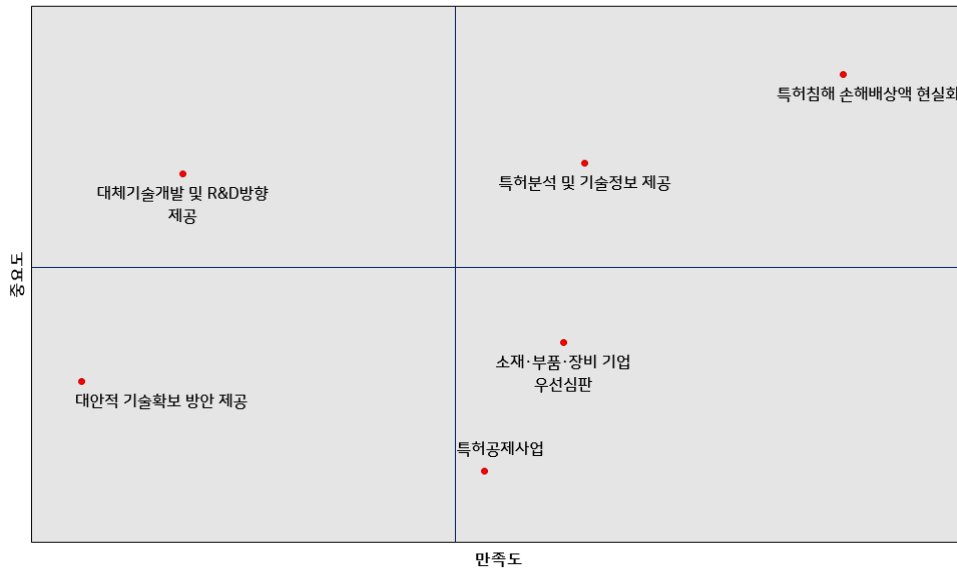 특허침해 손해배상액 현실화
특허분석 및 기술정보 제공
대체기술개발 및 R&D방향
제공
중요도
소재·부품·장비 기업
우선심판
대안적 기술확보 방안 제공
특허공제사업
만족도